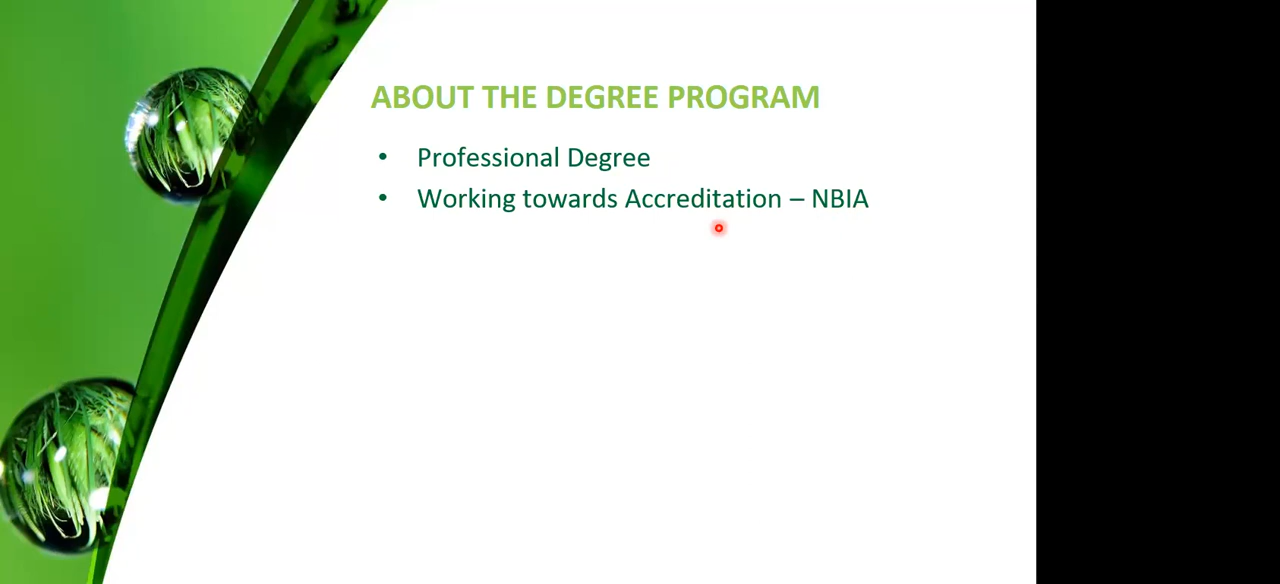 ABOUT THE DEGREE PROGRAM
• Professional Degree
• Working towards Accreditation – NBIA